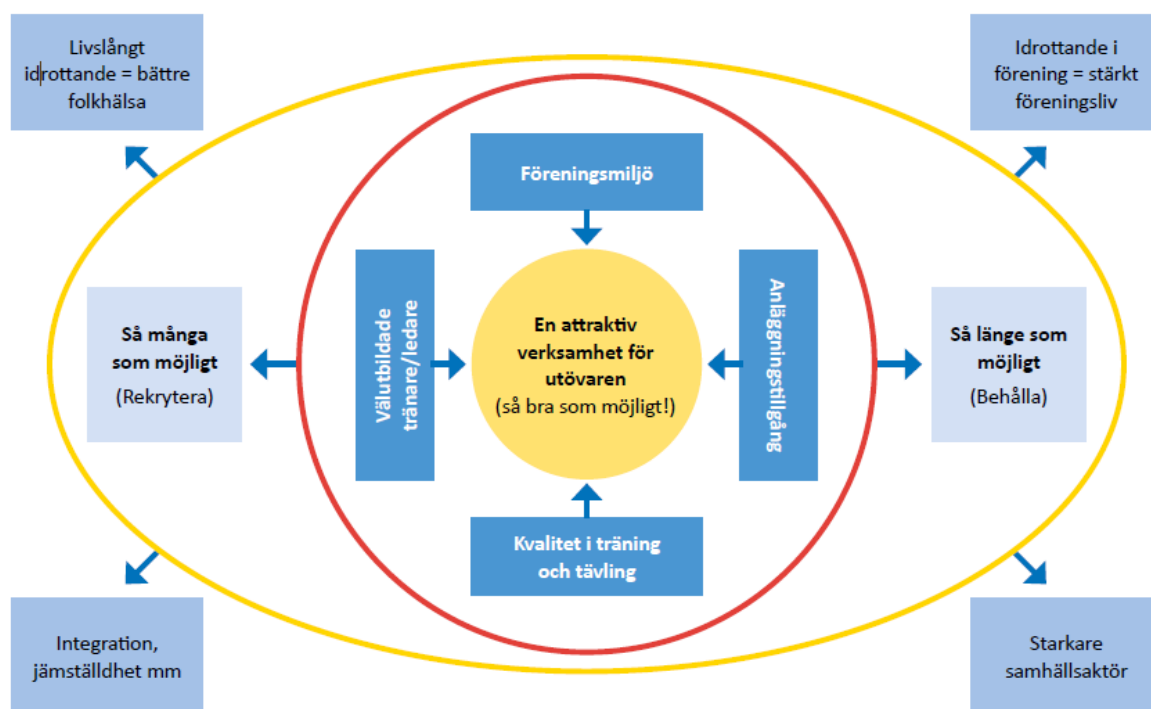 Livslångt
idrottande = bättre
folkhälsa
Idrottande i
förening = stärkt
föreningsliv
Föreningsmiljö
Så många
som möjligt
(Rekrytera)
Välutbildade
tränare/ledare
En attraktiv
verksamhet för
utövaren
(så bra som möjligt!)
Anläggningstillgång
Så länge som
möjligt
(Behålla)
Kvalitet i träning
och tävling
Integration,
jämställdhet mm
Starkare
samhällsaktör